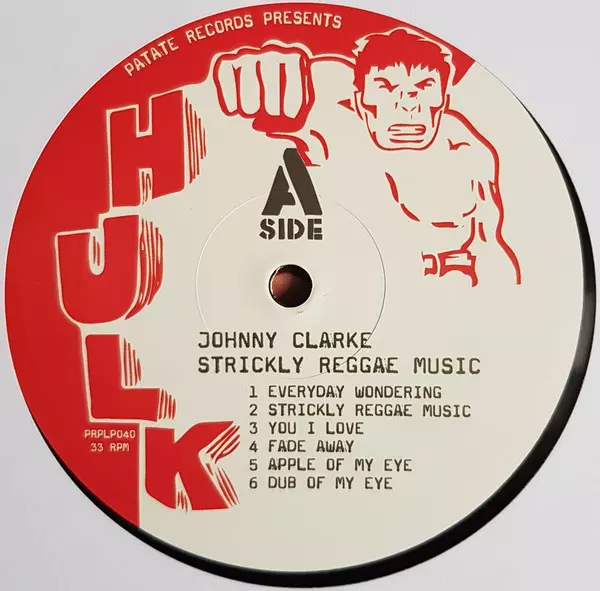 PATATE RECORDS PRESENTS
HULK
A
SIDE
JOHNNY CLARKE
STRICKLY REGGAE MUSIC
1 EVERYDAY WONDERING
2 STRICKLY REGGAE MUSIC
3 YOU I LOVE
4 FADE AWAY
5 APPLE OF MY EYE
6 DUB OF MY EYE
PRPLP040
33 RPM